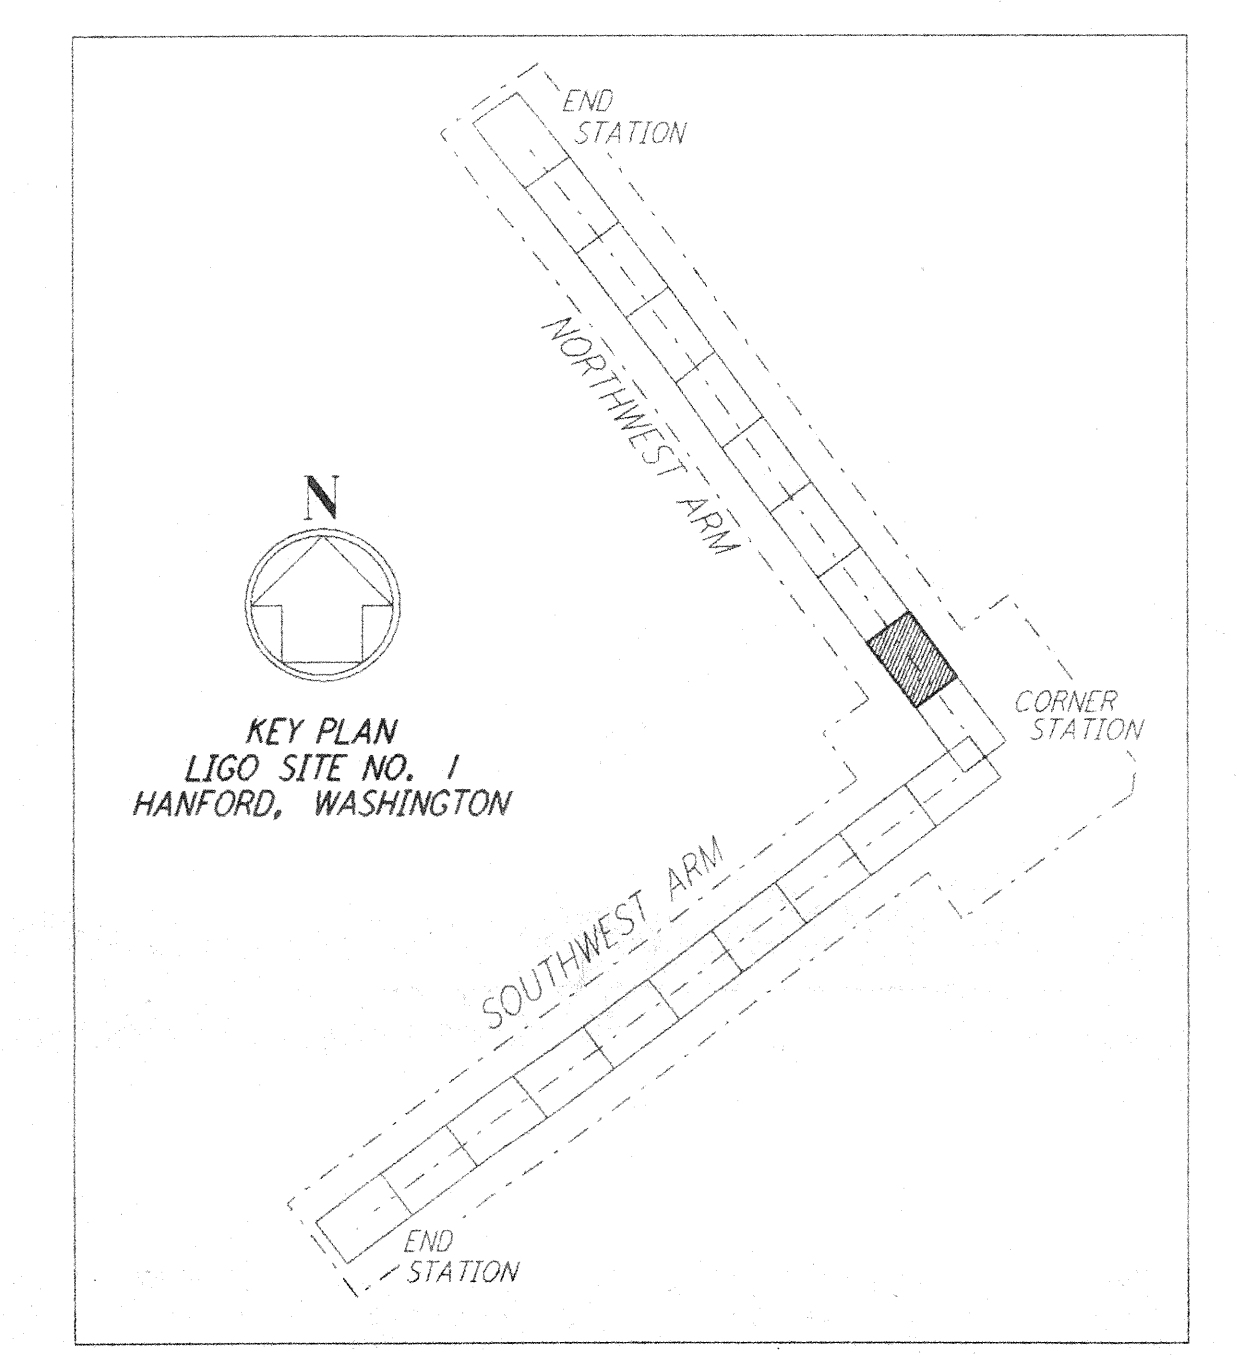 END
STATION
NORTHWEST ARM
N
CORNER
STATION
KEY PLAN
LIGO SITE NO. 1
HANFORD, WASHINGTON
SOUTHWEST ARM
END
STATION